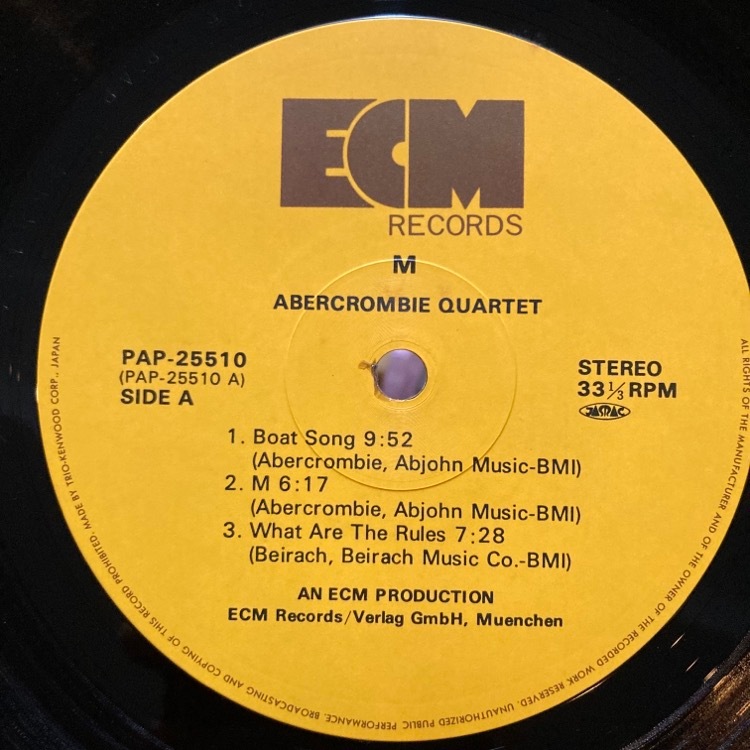 ECM
RECORDS
M
ABERCROMBIE QUARTET
PAP-25510
(PAP-25510 A)
SIDE A
STEREO
33 1/3 RPM
JASRAC
1. Boat Song 9:52
(Abercrombie, Abjohn Music-BMI)
2. M 6:17
(Abercrombie, Abjohn Music-BMI)
3. What Are The Rules 7:28
(Beirach, Beirach Music Co.-BMI)
AN ECM PRODUCTION
ECM Records/Verlag GmbH, Muenchen
ALL RIGHTS OF THE MANUFACTURER AND OF THE OWNER OF THE RECORDED WORK RESERVED. UNAUTHORIZED PUBLIC PERFORMANCE, BROADCASTING AND COPYING OF THIS RECORD PROHIBITED. MADE BY TRIO-KENWOOD CORP., JAPAN